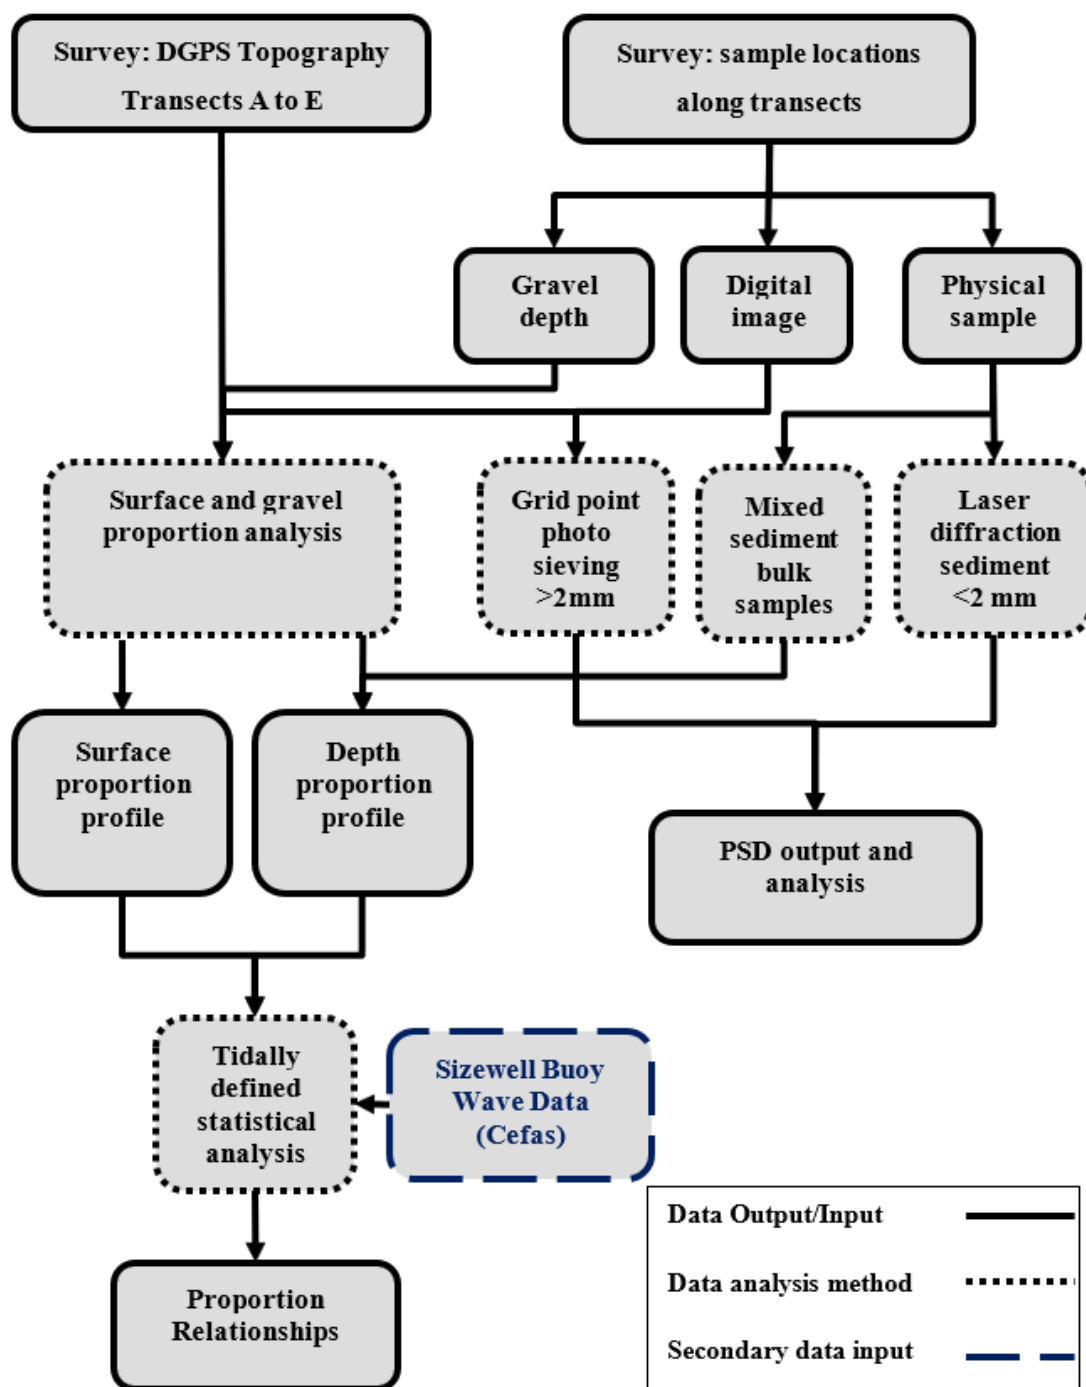 Survey: DGPS Topography
Transects A to E
Survey: sample locations
along transects
Gravel
depth
Digital
image
Physical
sample
Surface and gravel
proportion analysis
Grid point
photo
sieving
>2mm
Mixed
sediment
bulk
samples
Laser
diffraction
sediment
<2 mm
Surface
proportion
profile
Depth
proportion
profile
PSD output and
analysis
Tidally
defined
statistical
analysis
Sizewell Buoy
Wave Data
(Cefas)
Proportion
Relationships
Data Output/Input
Data analysis method
Secondary data input